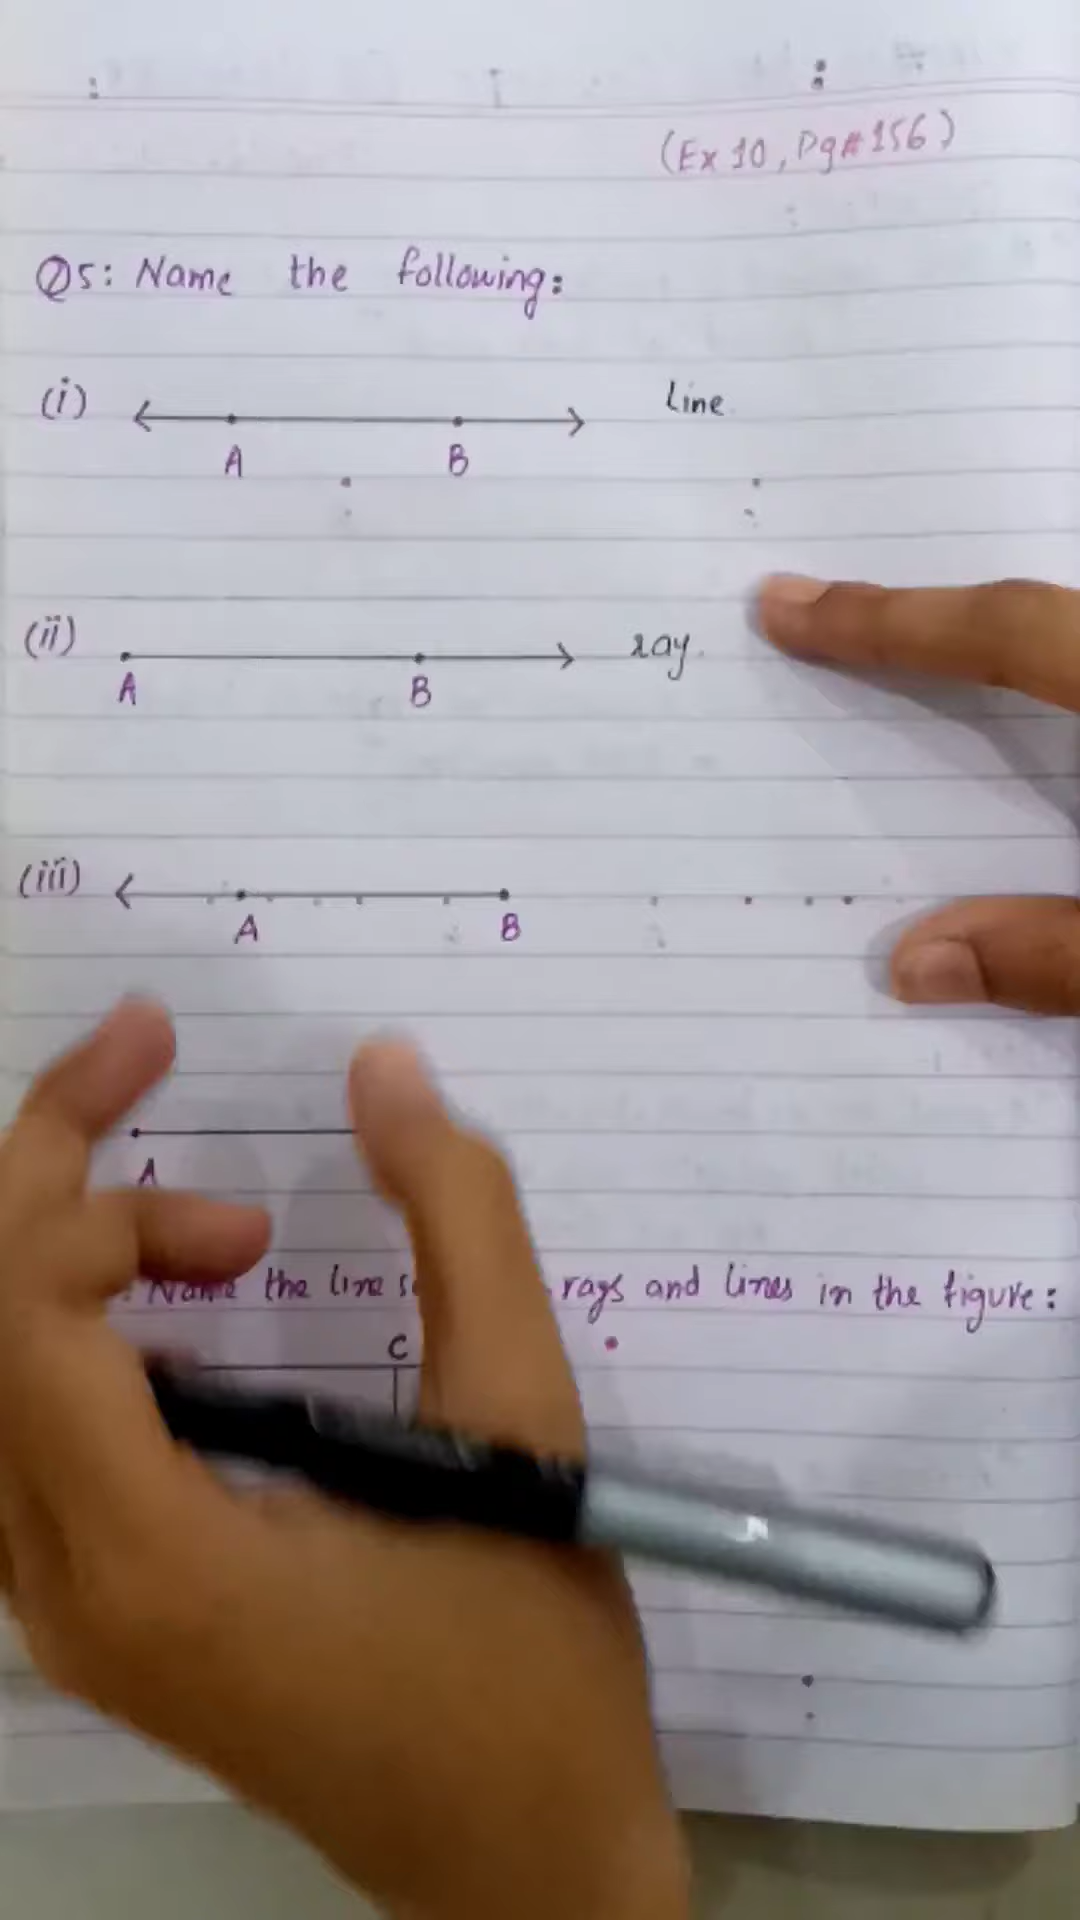 (Ex 10, Pg# 156)
Q5: Name the following:
(i) Line
A B
(ii) ray.
A B
(iii)
A B
A
Name the line rays and lines in the figure:
C